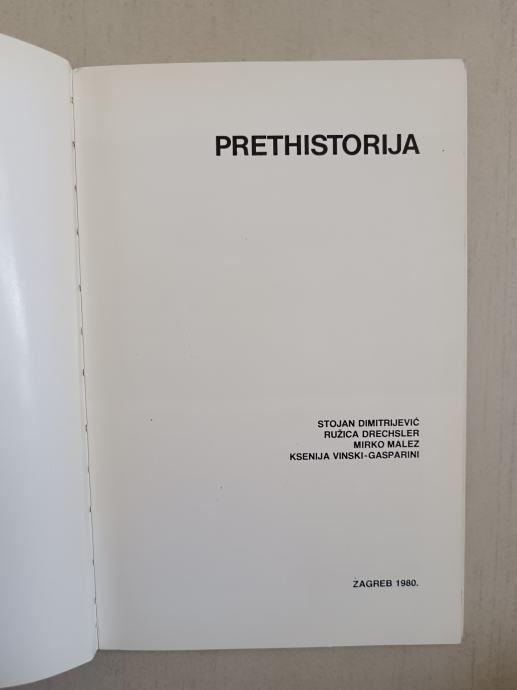 PRETHISTORIJA
STOJAN DIMITRIJEVIĆ
RUŽICA DRECHSLER
MIRKO MALEZ
KSENIJA VINSKI-GASPARINI
ZAGREB 1980.